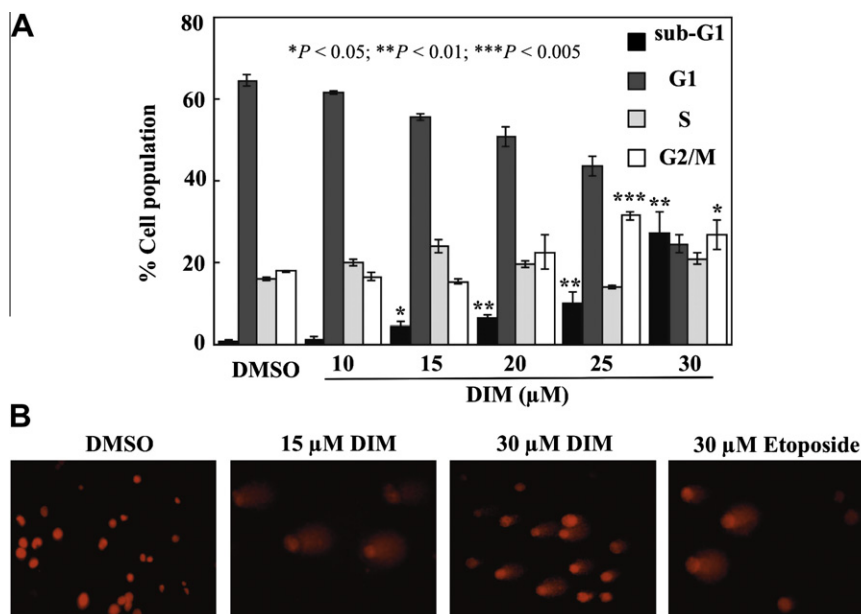 A
*P < 0.05; **P < 0.01; ***P < 0.005
sub-G1
G1
S
G2/M
% Cell population
80
60
40
20
0
* ** ** *** ** *
DMSO 10 15 20 25 30
DIM (µM)
B
DMSO 15 µM DIM 30 µM DIM 30 µM Etoposide